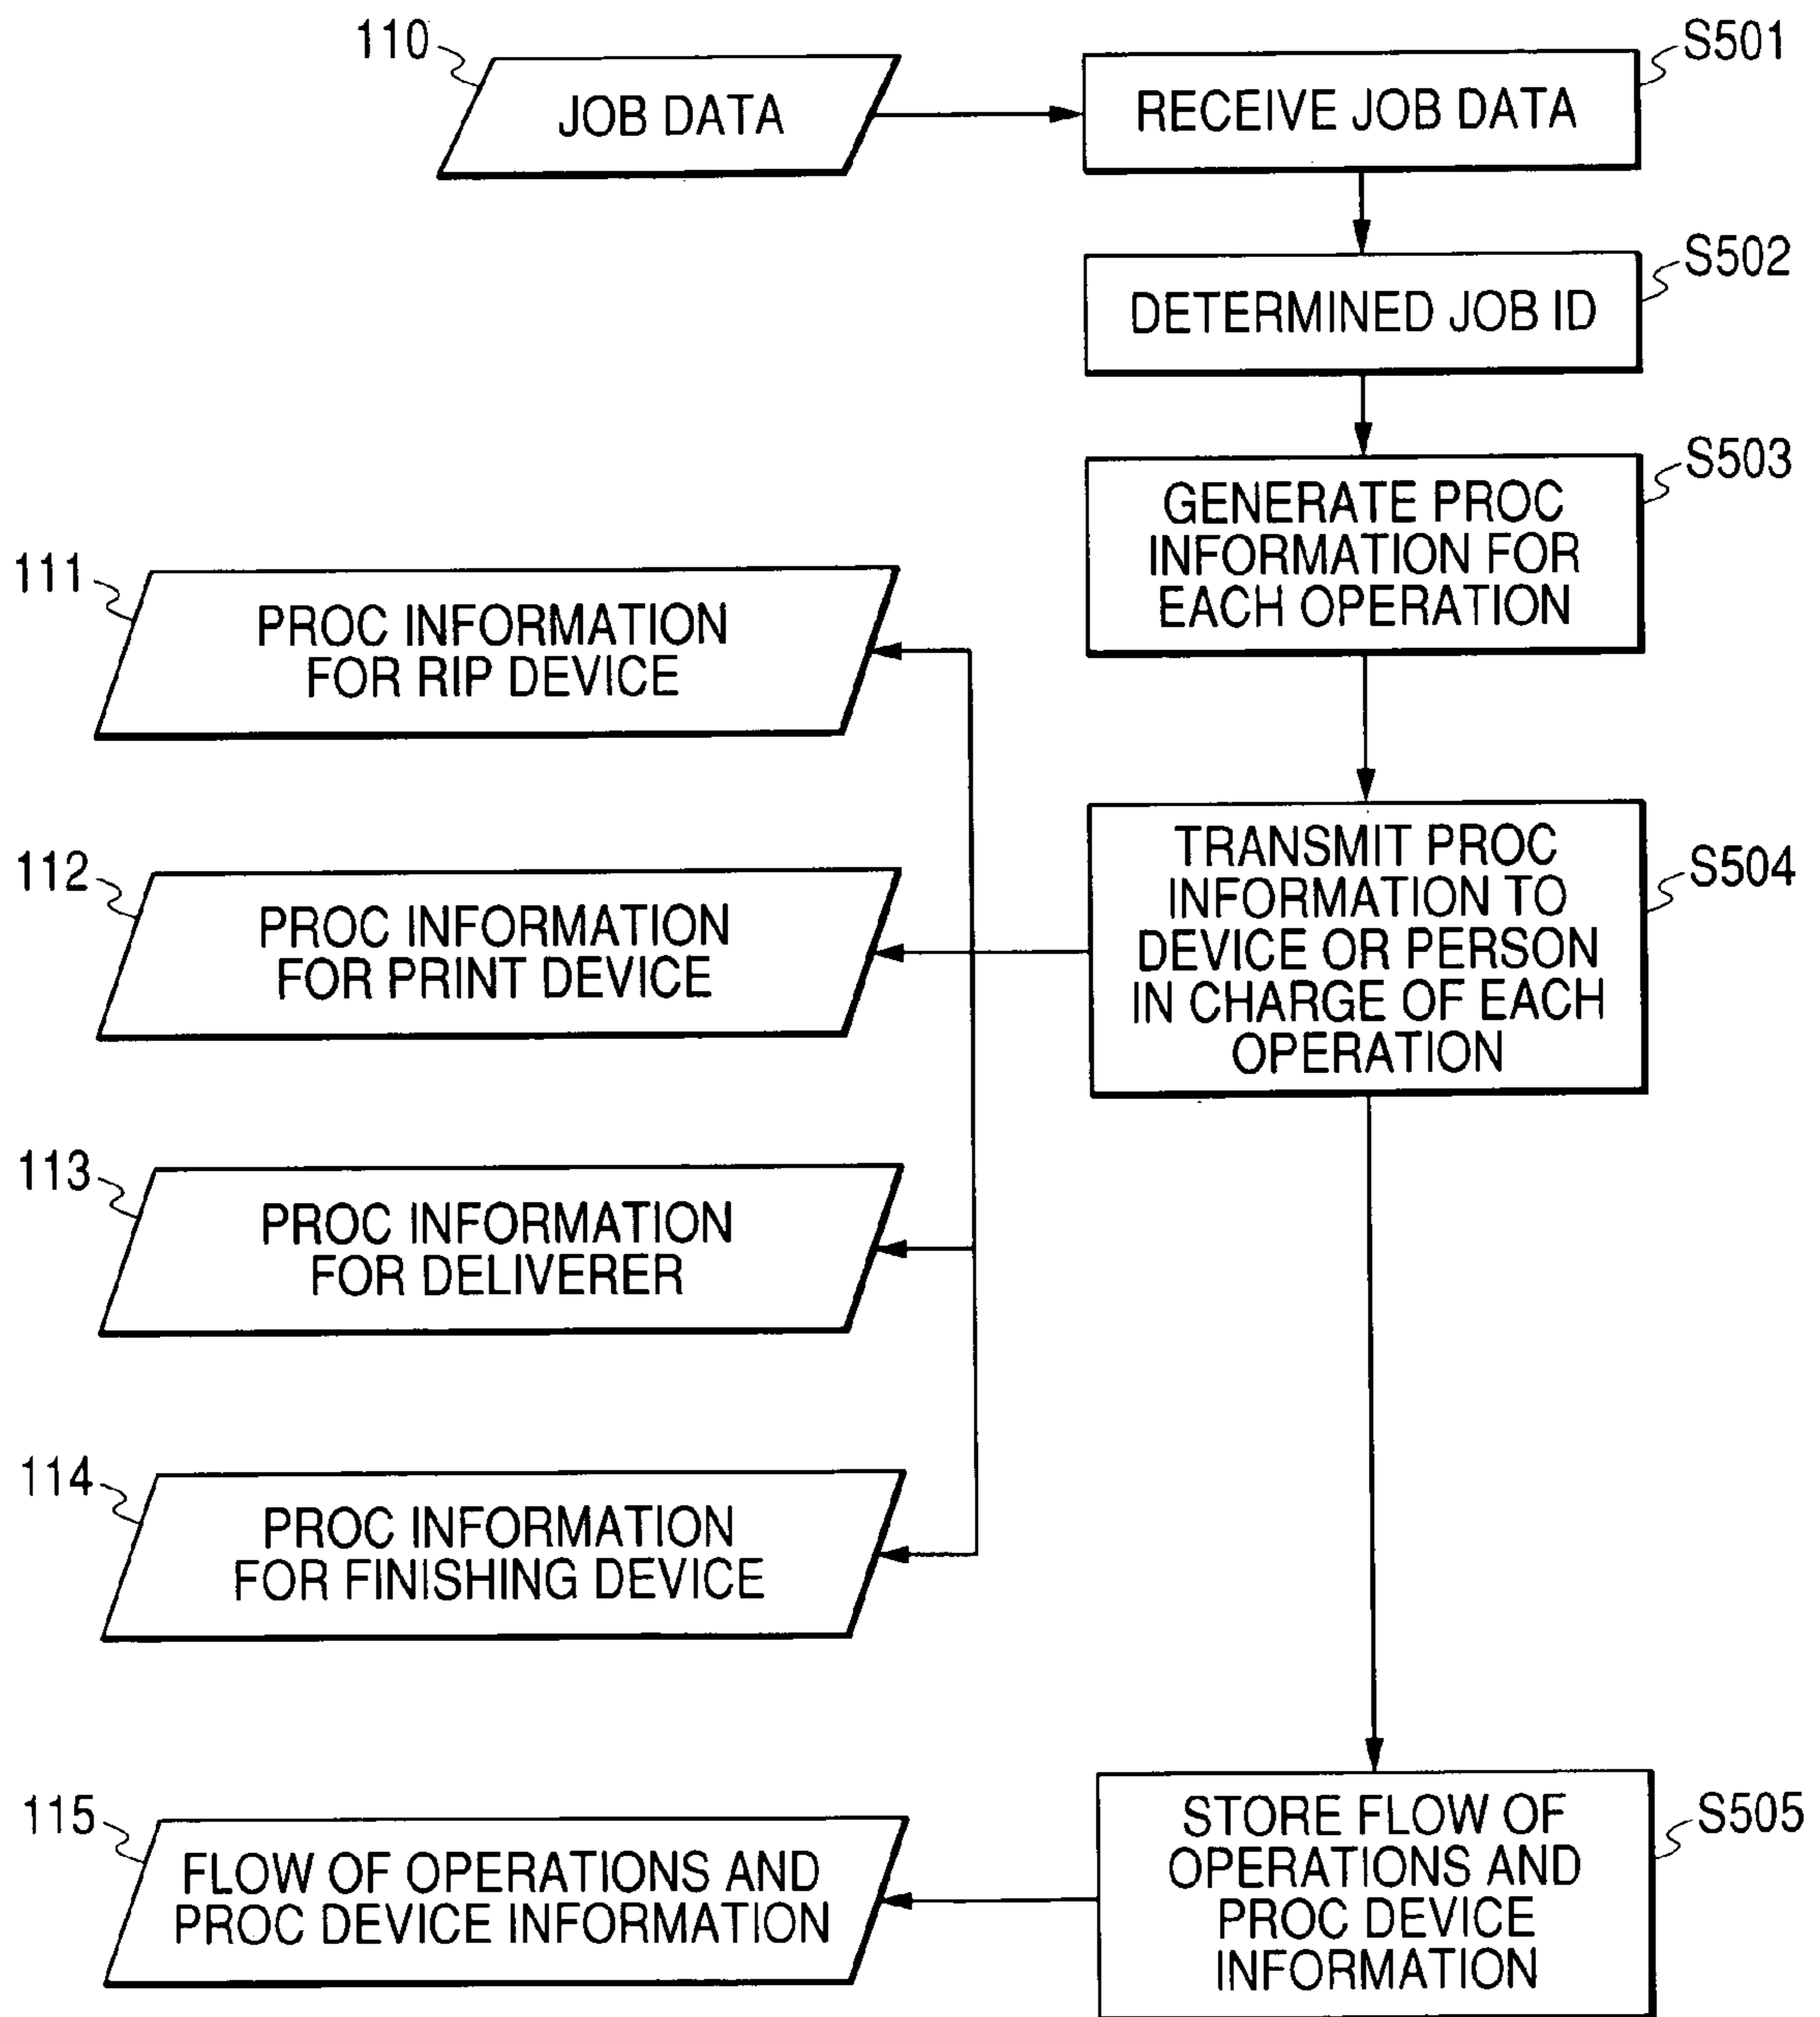 110
JOB DATA
S501
RECEIVE JOB DATA
S502
DETERMINED JOB ID
S503
GENERATE PROC
INFORMATION FOR
EACH OPERATION
111
PROC INFORMATION
FOR RIP DEVICE
S504
TRANSMIT PROC
INFORMATION TO
DEVICE OR PERSON
IN CHARGE OF EACH
OPERATION
112
PROC INFORMATION
FOR PRINT DEVICE
113
PROC INFORMATION
FOR DELIVERER
114
PROC INFORMATION
FOR FINISHING DEVICE
S505
STORE FLOW OF
OPERATIONS AND
PROC DEVICE
INFORMATION
115
FLOW OF OPERATIONS AND
PROC DEVICE INFORMATION